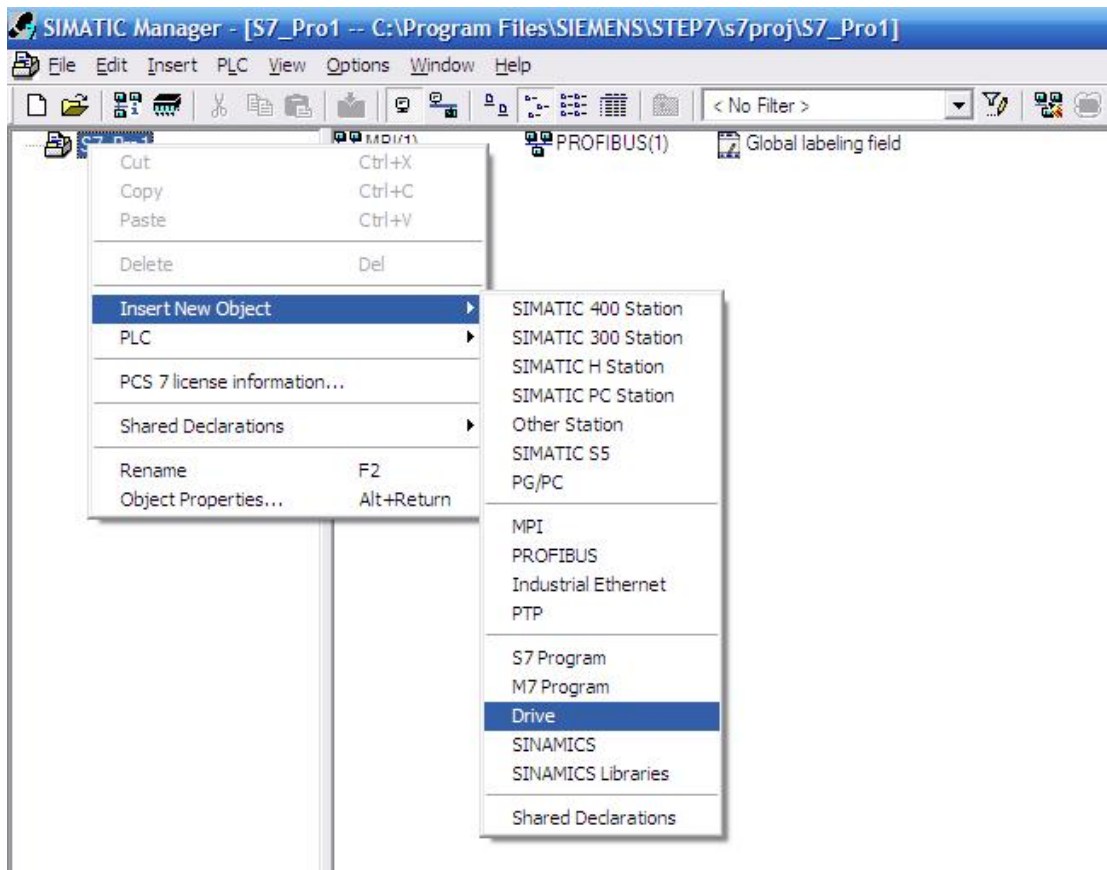 SIMATIC Manager - [S7_Pro1 -- C:\Program Files\SIEMENS\STEP7\s7proj\S7_Pro1]
File Edit Insert PLC View Options Window Help
< No Filter >
S7_Pro1 MPI(1) PROFIBUS(1) Global labeling field
Cut Ctrl+X
Copy Ctrl+C
Paste Ctrl+V
Delete Del
Insert New Object
PLC
PCS 7 license information...
Shared Declarations
Rename F2
Object Properties... Alt+Return
SIMATIC 400 Station
SIMATIC 300 Station
SIMATIC H Station
SIMATIC PC Station
Other Station
SIMATIC S5
PG/PC
MPI
PROFIBUS
Industrial Ethernet
PTP
S7 Program
M7 Program
Drive
SINAMICS
SINAMICS Libraries
Shared Declarations